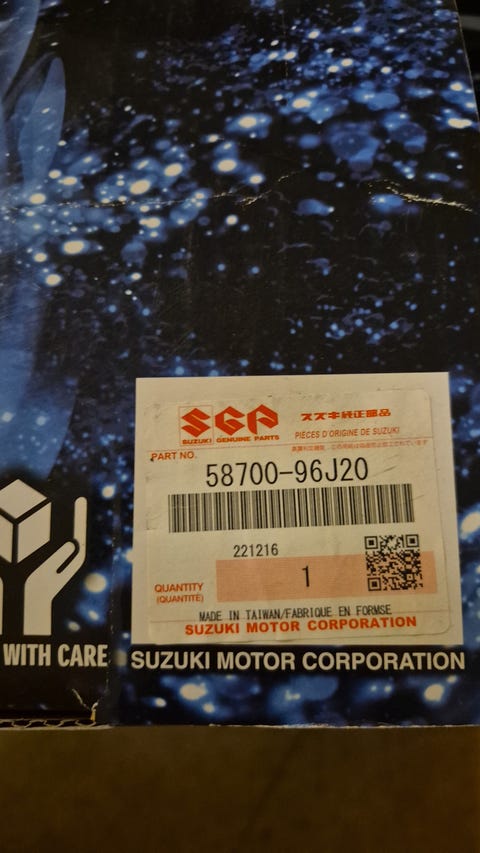 SGP
SUZUKI GENUINE PARTS
スズキ純正部品
PIÈCES D'ORIGINE DE SUZUKI
PART NO.
58700-96J20
221216
QUANTITY
(QUANTITÉ)
1
MADE IN TAIWAN/FABRIQUE EN FORMSE
SUZUKI MOTOR CORPORATION
WITH CARE
SUZUKI MOTOR CORPORATION